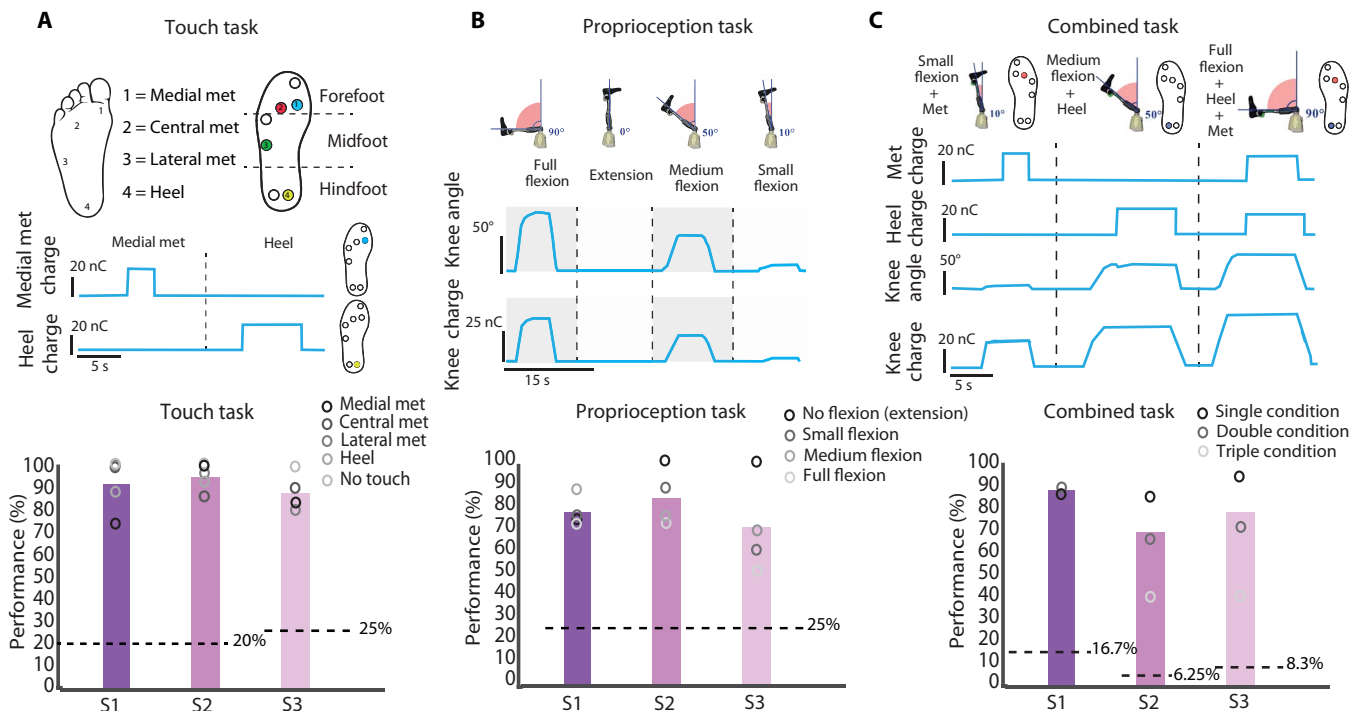 A
Touch task
1 = Medial met
2 = Central met
3 = Lateral met
4 = Heel
1
2
3
4
2
1
3
4
Forefoot
Midfoot
Hindfoot
Medial met
Heel
Medial met
charge
20 nC
Heel
charge
20 nC
5 s
Touch task
Medial met
Central met
Lateral met
Heel
No touch
Performance (%)
100
90
80
70
60
50
40
30
20
10
0
20%
25%
S1
S2
S3
B
Proprioception task
90°
0°
50°
10°
Full
flexion
Extension
Medium
flexion
Small
flexion
Knee angle
50°
Knee charge
25 nC
15 s
Proprioception task
No flexion (extension)
Small flexion
Medium flexion
Full flexion
Performance (%)
100
90
80
70
60
50
40
30
20
10
0
25%
S1
S2
S3
C
Combined task
Small
flexion
+
Met
10°
Medium
flexion
+
Heel
50°
Full
flexion
+
Heel
+
Met
90°
Met
charge
20 nC
Heel
charge
20 nC
Knee
angle
50°
Knee
charge
20 nC
5 s
Combined task
Single condition
Double condition
Triple condition
Performance (%)
100
90
80
70
60
50
40
30
20
10
0
16.7%
6.25%
8.3%
S1
S2
S3